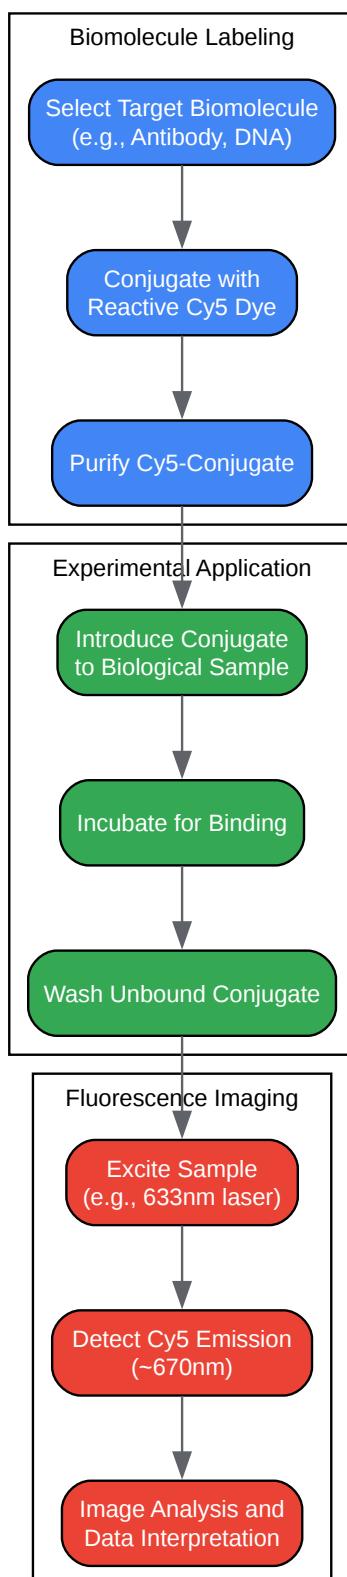 Biomolecule Labeling
Select Target Biomolecule
(e.g., Antibody, DNA)
Conjugate with
Reactive Cy5 Dye
Purify Cy5-Conjugate
Experimental Application
Introduce Conjugate
to Biological Sample
Incubate for Binding
Wash Unbound Conjugate
Fluorescence Imaging
Excite Sample
(e.g., 633nm laser)
Detect Cy5 Emission
(~670nm)
Image Analysis and
Data Interpretation